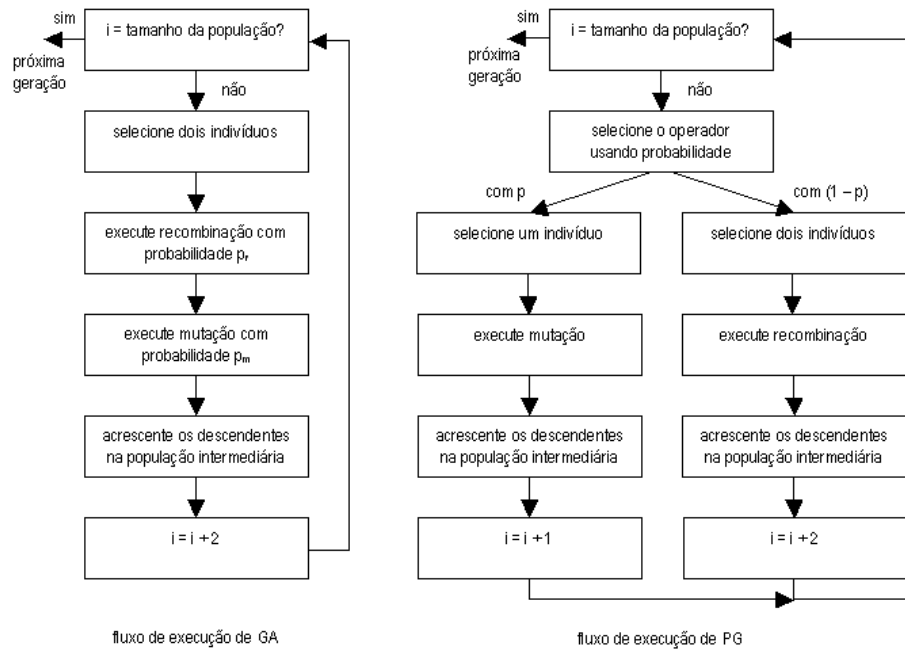 sim
i = tamanho da população?
próxima
geração
não
selecione dois indivíduos
execute recombinação com
probabilidade pr
execute mutação com
probabilidade pm
acrescente os descendentes
na população intermediária
i = i + 2
fluxo de execução de GA
sim
i = tamanho da população?
próxima
geração
não
selecione o operador
usando probabilidade
com p
com (1 – p)
selecione um indivíduo
execute mutação
acrescente os descendentes
na população intermediária
i = i + 1
selecione dois indivíduos
execute recombinação
acrescente os descendentes
na população intermediária
i = i + 2
fluxo de execução de PG